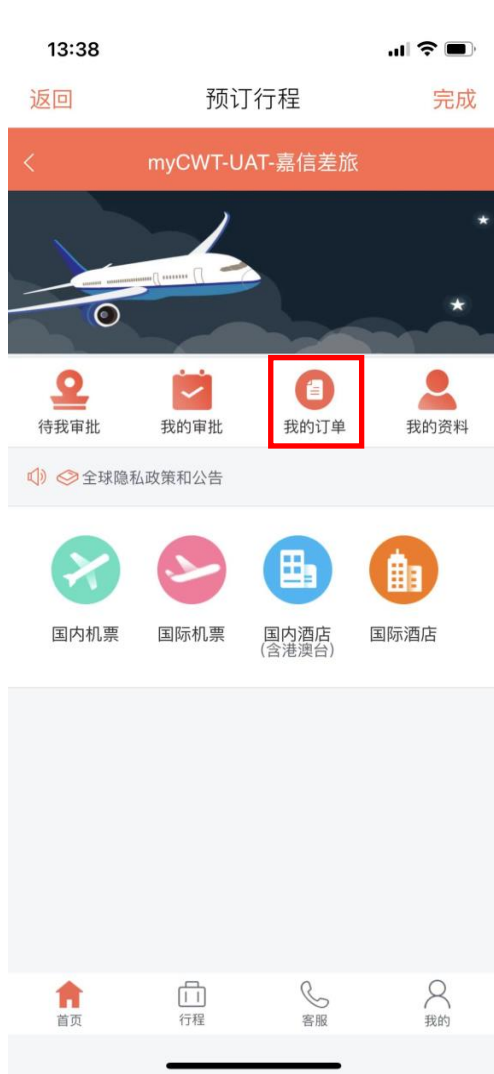 13:38
返回 预订行程 完成
myCWT-UAT-嘉信差旅
待我审批 我的审批 我的订单 我的资料
全球隐私政策和公告
国内机票 国际机票 国内酒店 国际酒店
(含港澳台)
首页 行程 客服 我的